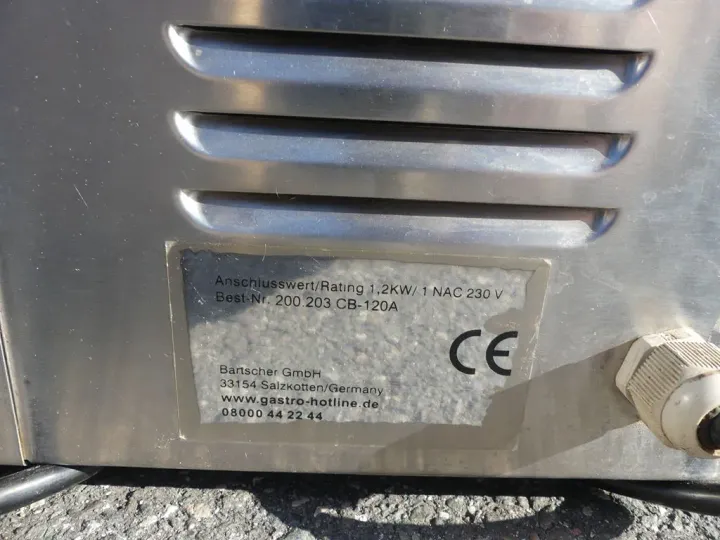 Anschlusswert/Rating 1,2KW/ 1 NAC 230 V
Best-Nr. 200.203 CB-120A
CE
Bartscher GmbH
33154 Salzkotten/Germany
www.gastro-hotline.de
08000 44 22 44